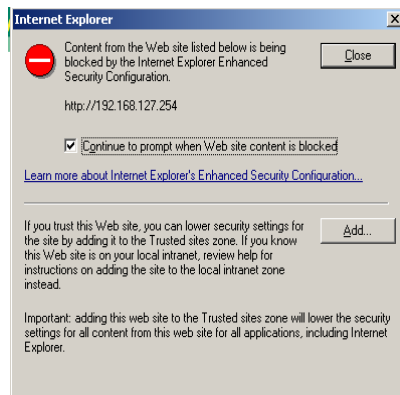 Internet Explorer
Content from the Web site listed below is being
blocked by the Internet Explorer Enhanced
Security Configuration.
Close
http://192.168.127.254
Continue to prompt when Web site content is blocked
Learn more about Internet Explorer's Enhanced Security Configuration...
If you trust this Web site, you can lower security settings for
the site by adding it to the Trusted sites zone. If you know
this Web site is on your local intranet, review help for
instructions on adding the site to the local intranet zone
instead.
Add...
Important: adding this web site to the Trusted sites zone will lower the security
settings for all content from this web site for all applications, including Internet
Explorer.